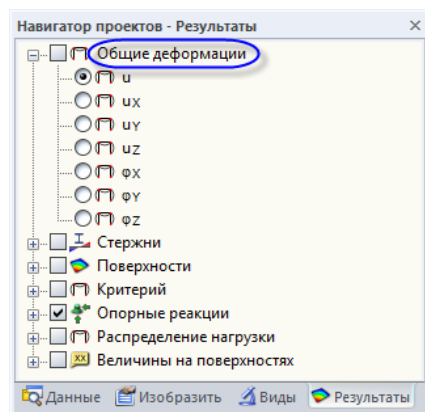 Навигатор проектов - Результаты
Общие деформации
u
uX
uY
uZ
φX
φY
φZ
Стержни
Поверхности
Критерий
Опорные реакции
Распределение нагрузки
xx Величины на поверхностях
Данные Изобразить Виды Результаты